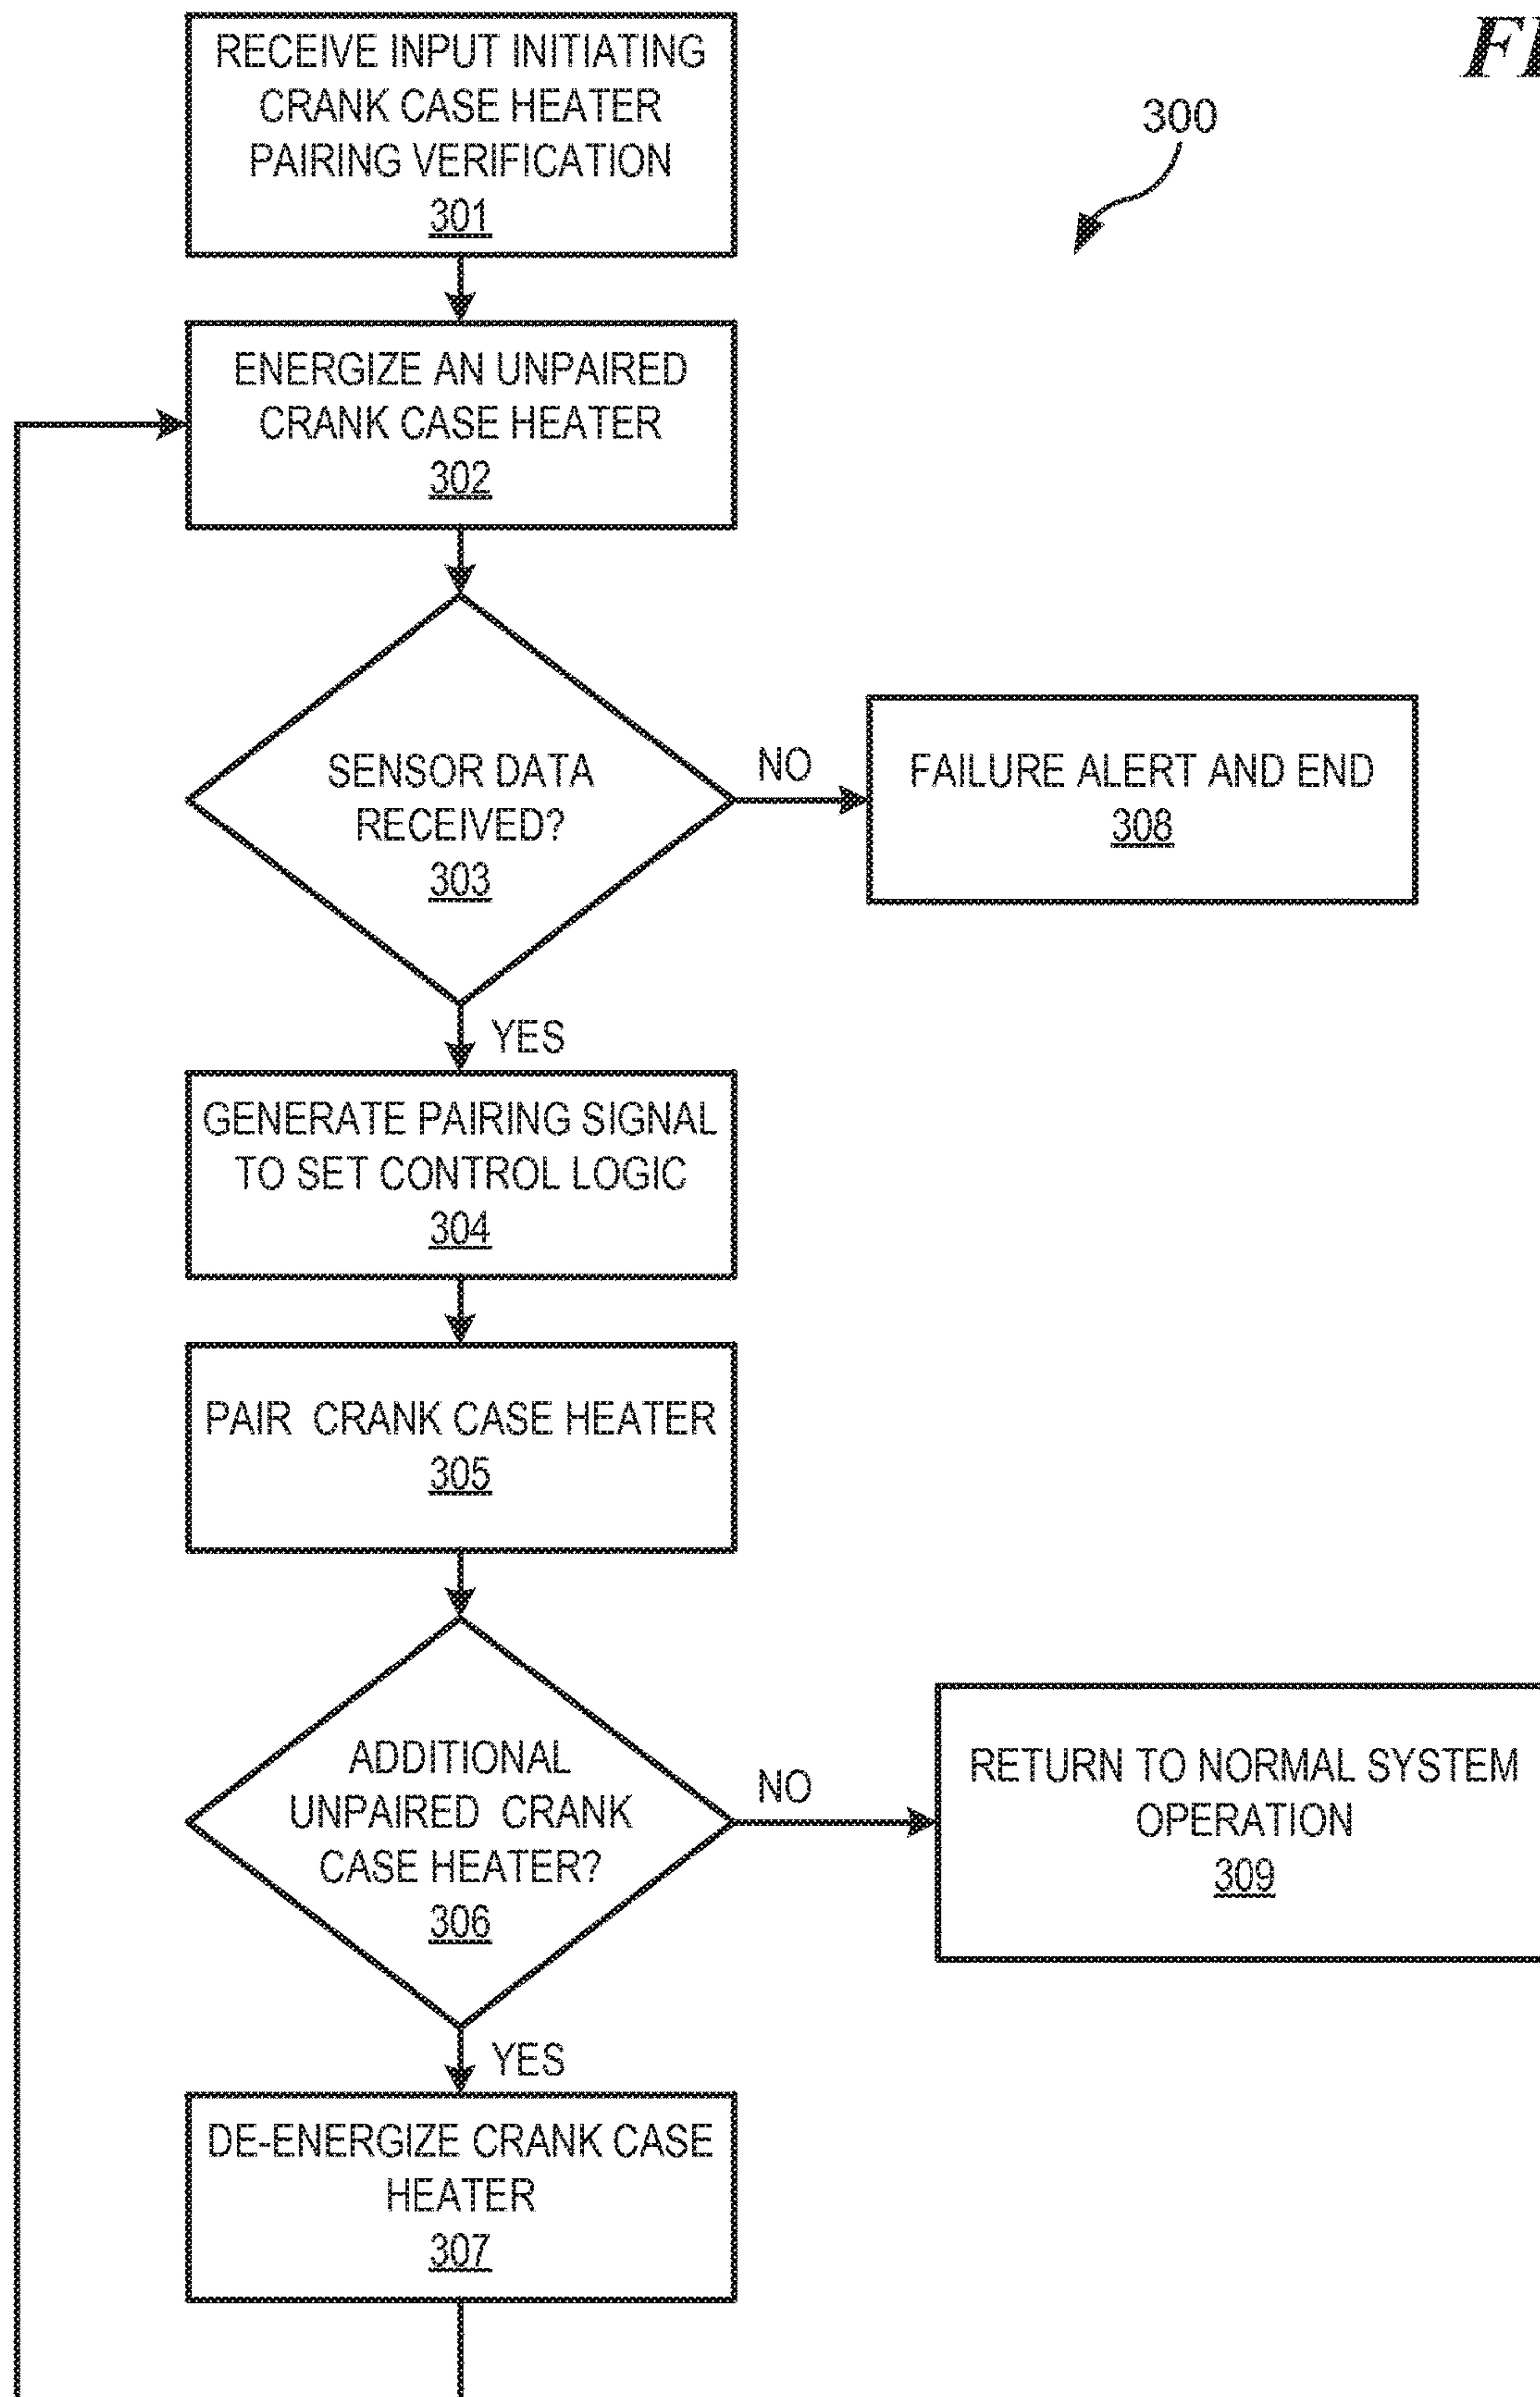 RECEIVE INPUT INITIATING
CRANK CASE HEATER
PAIRING VERIFICATION
301
300
ENERGIZE AN UNPAIRED
CRANK CASE HEATER
302
SENSOR DATA
RECEIVED?
303
NO
FAILURE ALERT AND END
308
YES
GENERATE PAIRING SIGNAL
TO SET CONTROL LOGIC
304
PAIR CRANK CASE HEATER
305
ADDITIONAL
UNPAIRED CRANK
CASE HEATER?
306
NO
RETURN TO NORMAL SYSTEM
OPERATION
309
YES
DE-ENERGIZE CRANK CASE
HEATER
307